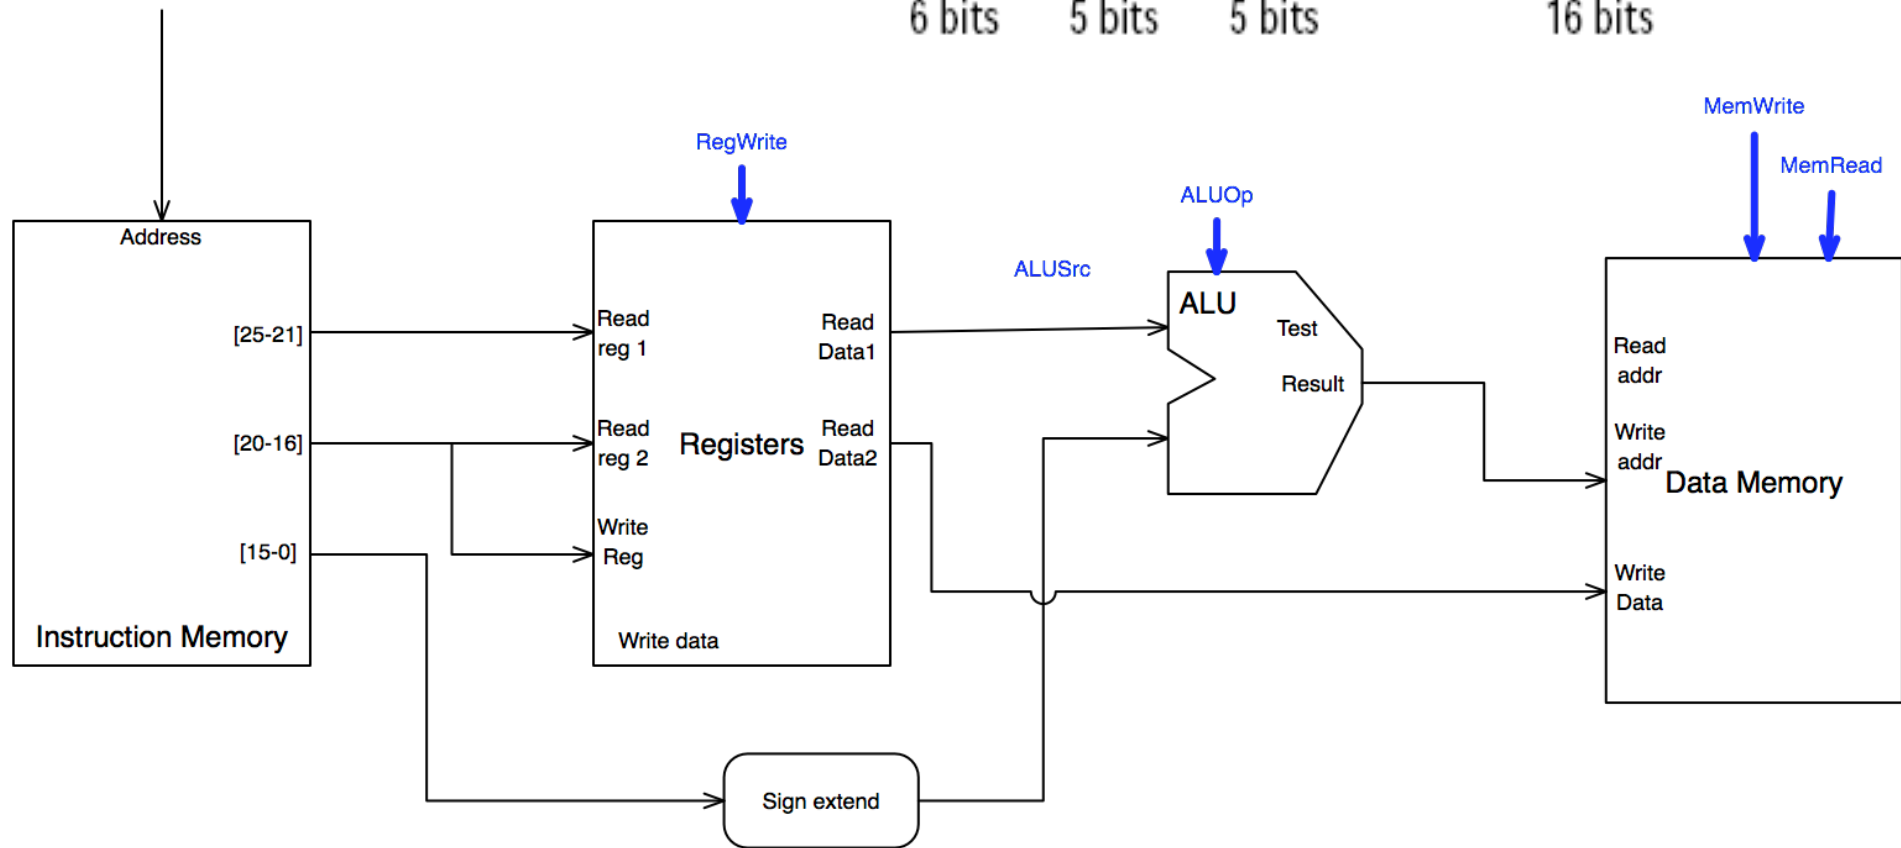 6 bits 5 bits 5 bits 16 bits
MemWrite
RegWrite
MemRead
ALUOp
Address
ALUSrc
ALU
Read
reg 1
Read
Data1
Test
[25-21]
Read
addr
Result
[20-16]
Read
reg 2
Registers
Read
Data2
Write
addr
Data Memory
Write
Reg
[15-0]
Write
Data
Instruction Memory
Write data
Sign extend